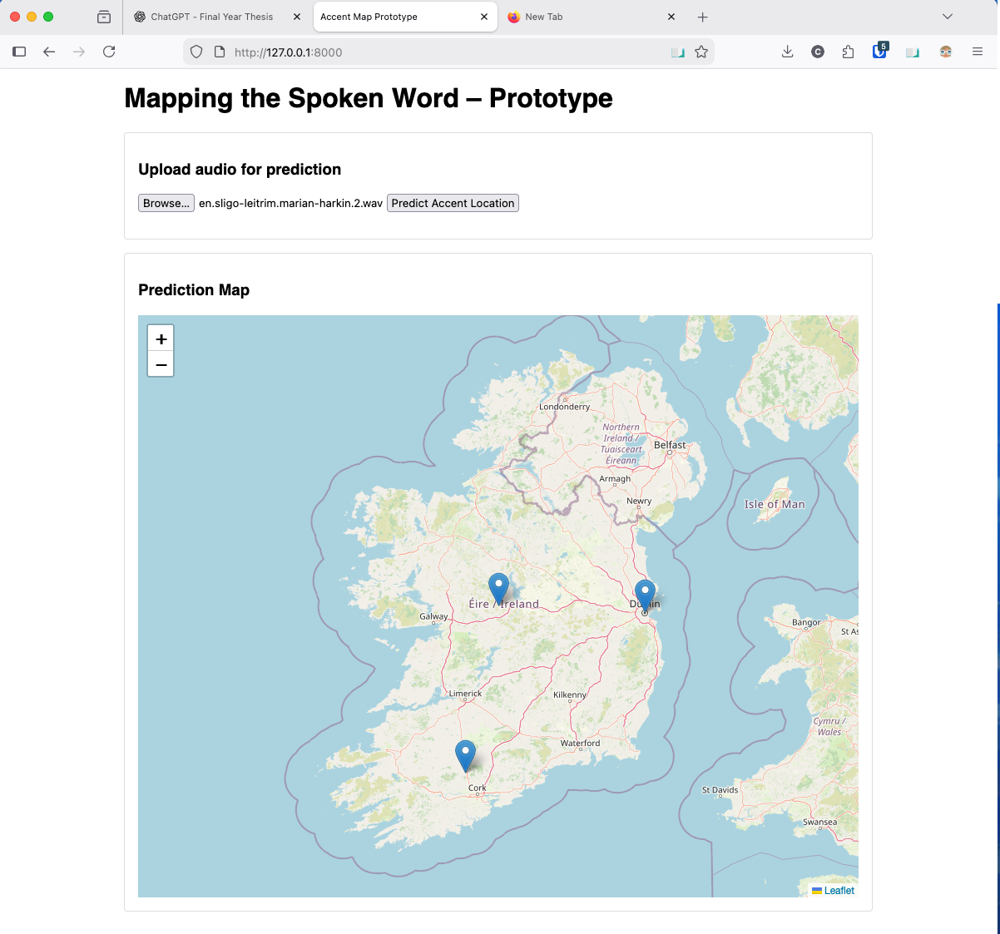 ChatGPT - Final Year Thesis
Accent Map Prototype
New Tab
http://127.0.0.1:8000
C
5
Mapping the Spoken Word – Prototype
Upload audio for prediction
Browse... en.sligo-leitrim.marian-harkin.2.wav Predict Accent Location
Prediction Map
+
−
Londonderry
Northern
Ireland /
Tuaisceart
Éireann
Belfast
Armagh
Newry
Isle of Man
Éire / Ireland
Galway
Bangor
St As
Limerick
Kilkenny
Cymru /
Wales
Waterford
Cork
St Davids
Swansea
Leaflet